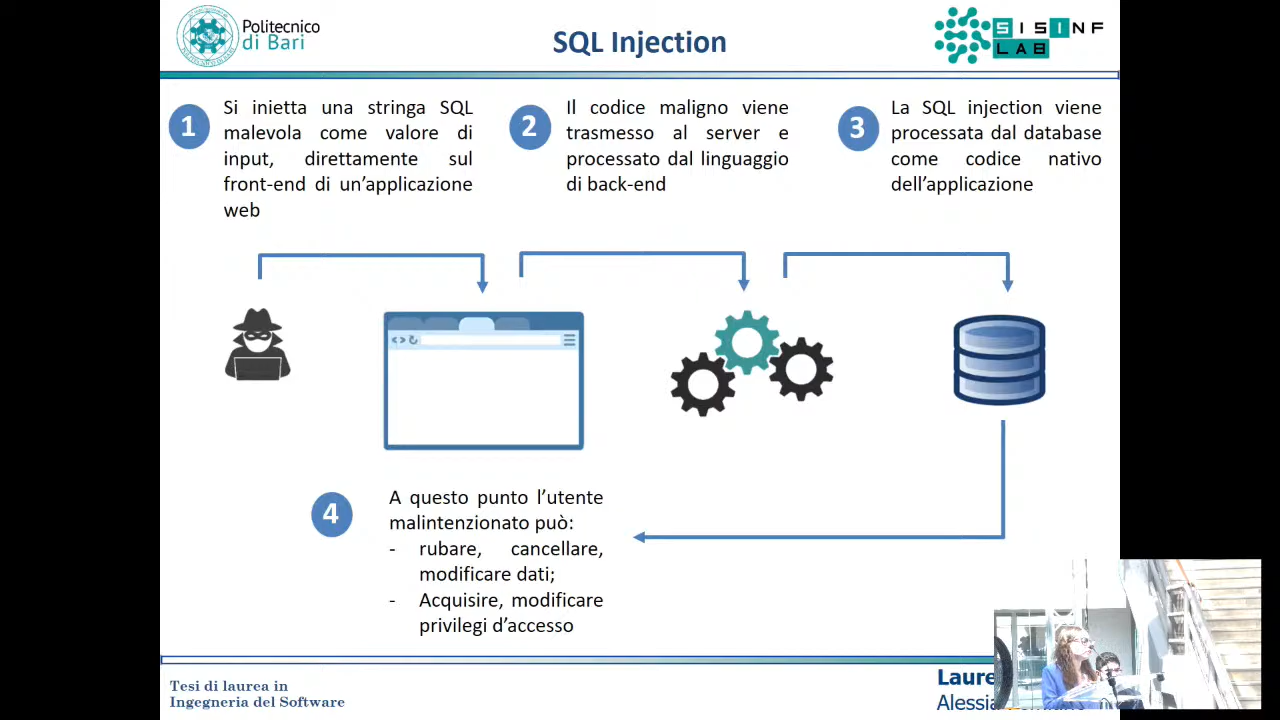 Politecnico
di Bari
SQL Injection
SISINF
LAB
1
Si inietta una stringa SQL
malevola come valore di
input, direttamente sul
front-end di un'applicazione
web
2
Il codice maligno viene
trasmesso al server e
processato dal linguaggio
di back-end
3
La SQL injection viene
processata dal database
come codice nativo
dell'applicazione
4
A questo punto l'utente
malintenzionato può:
- rubare, cancellare,
modificare dati;
- Acquisire, modificare
privilegi d'accesso
Tesi di laurea in
Ingegneria del Software